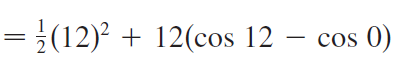 = ½(12)² + 12(cos 12 − cos 0)